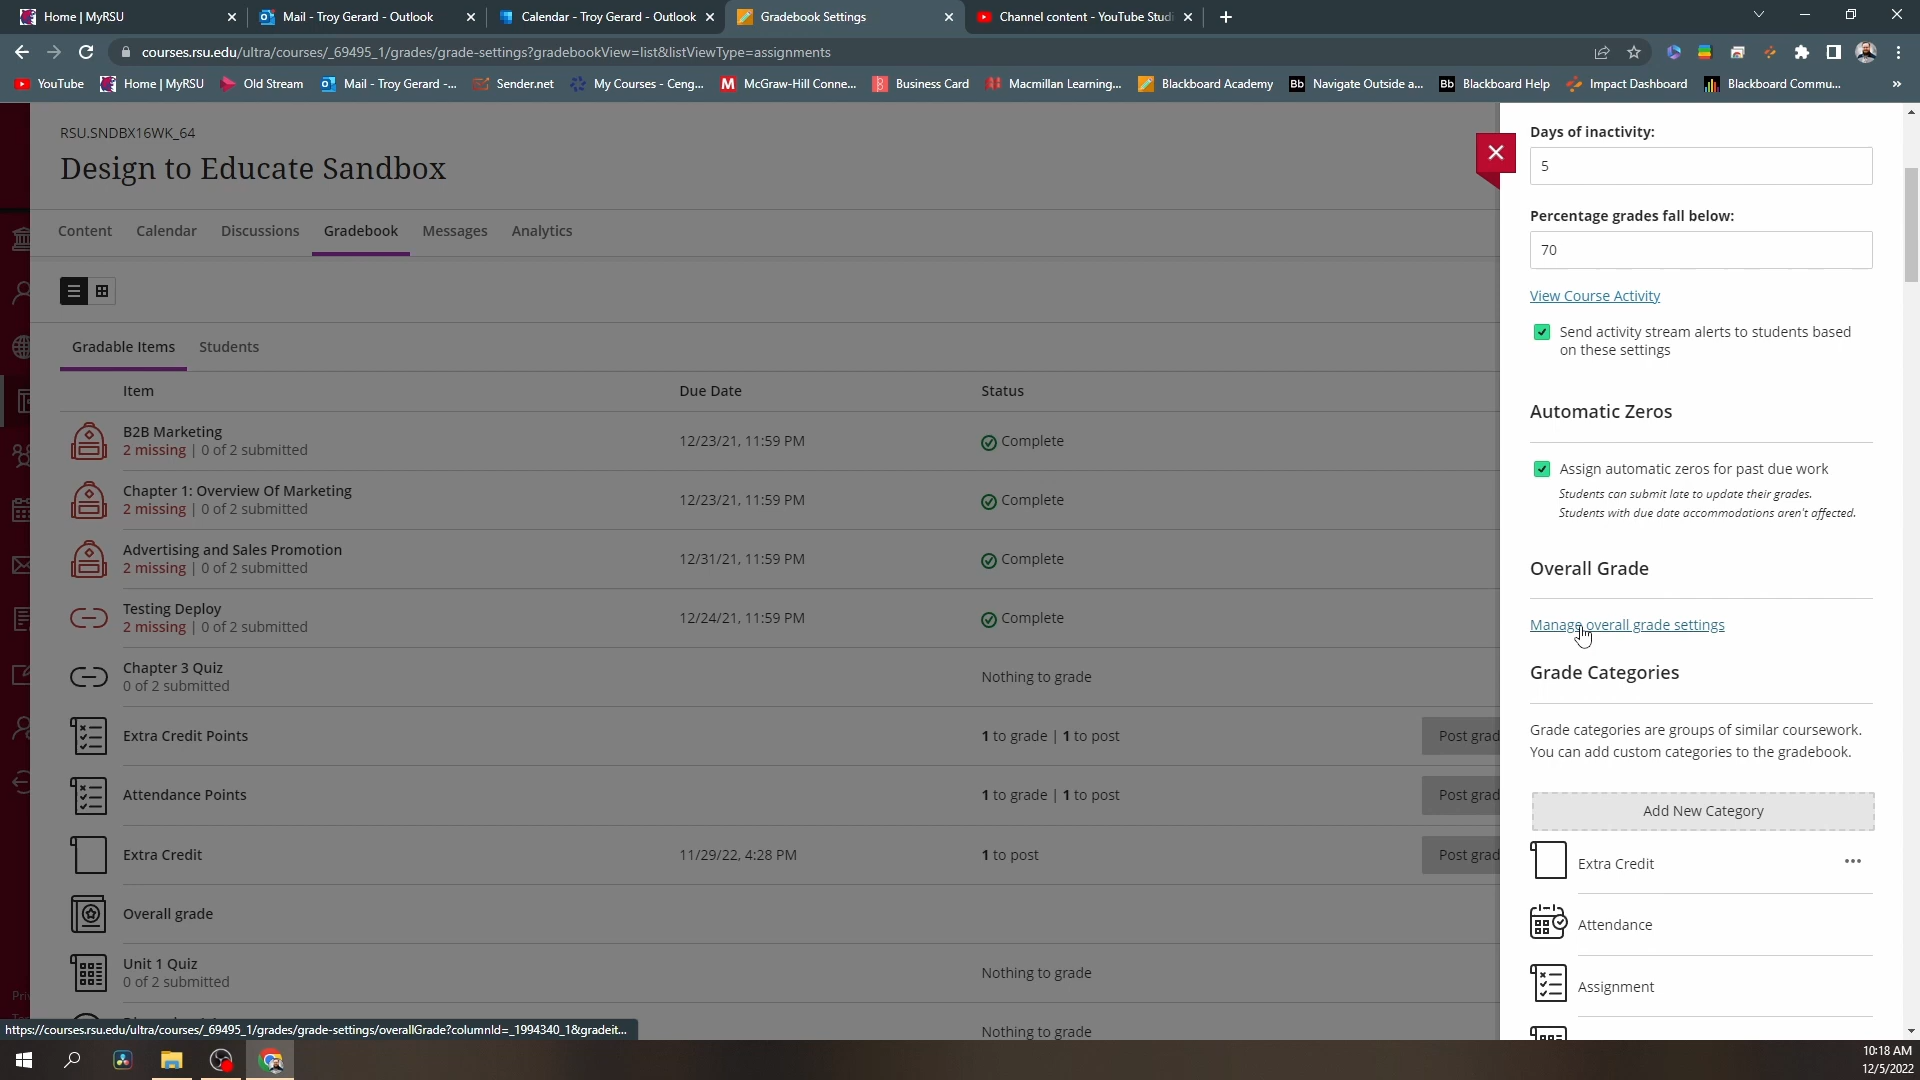 Home | MyRSU
Mail - Troy Gerard - Outlook
Calendar - Troy Gerard - Outlook
Gradebook Settings
Channel content - YouTube Studi
courses.rsu.edu/ultra/courses/_69495_1/grades/grade-settings?gradebookView=list&listViewType=assignments
YouTube
Home | MyRSU
Old Stream
Mail - Troy Gerard -...
Sender.net
My Courses - Ceng...
McGraw-Hill Conne...
Business Card
Macmillan Learning...
Blackboard Academy
Navigate Outside a...
Blackboard Help
Impact Dashboard
Blackboard Commu...
RSU.SNDBX16WK_64
Design to Educate Sandbox
Content
Calendar
Discussions
Gradebook
Messages
Analytics
Gradable Items
Students
Item
Due Date
Status
B2B Marketing
2 missing | 0 of 2 submitted
12/23/21, 11:59 PM
Complete
Chapter 1: Overview Of Marketing
2 missing | 0 of 2 submitted
12/23/21, 11:59 PM
Complete
Advertising and Sales Promotion
2 missing | 0 of 2 submitted
12/31/21, 11:59 PM
Complete
Testing Deploy
2 missing | 0 of 2 submitted
12/24/21, 11:59 PM
Complete
Chapter 3 Quiz
0 of 2 submitted
Nothing to grade
Extra Credit Points
1 to grade | 1 to post
Post grad
Attendance Points
1 to grade | 1 to post
Post grad
Extra Credit
11/29/22, 4:28 PM
1 to post
Post grad
Overall grade
Unit 1 Quiz
0 of 2 submitted
Nothing to grade
Nothing to grade
https://courses.rsu.edu/ultra/courses/_69495_1/grades/grade-settings/overallGrade?columnId=_1994340_1&gradeit...
Days of inactivity:
5
Percentage grades fall below:
70
View Course Activity
Send activity stream alerts to students based
on these settings
Automatic Zeros
Assign automatic zeros for past due work
Students can submit late to update their grades.
Students with due date accommodations aren't affected.
Overall Grade
Manage overall grade settings
Grade Categories
Grade categories are groups of similar coursework.
You can add custom categories to the gradebook.
Add New Category
Extra Credit
Attendance
Assignment
10:18 AM
12/5/2022